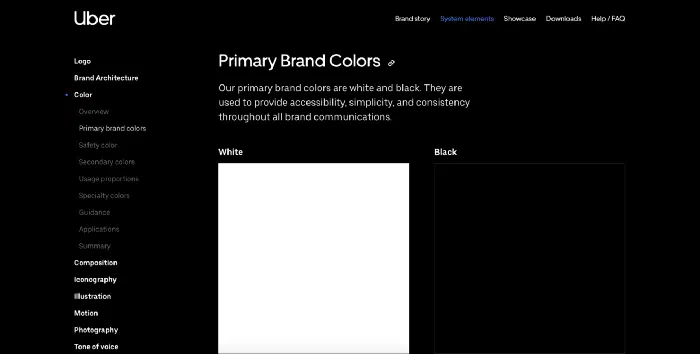 Uber
Brand story System elements Showcase Downloads Help / FAQ
Logo
Brand Architecture
Color
Overview
Primary brand colors
Safety color
Secondary colors
Usage proportions
Specialty colors
Guidance
Applications
Summary
Composition
Iconography
Illustration
Motion
Photography
Tone of voice
Primary Brand Colors
Our primary brand colors are white and black. They are
used to provide accessibility, simplicity, and consistency
throughout all brand communications.
White
Black